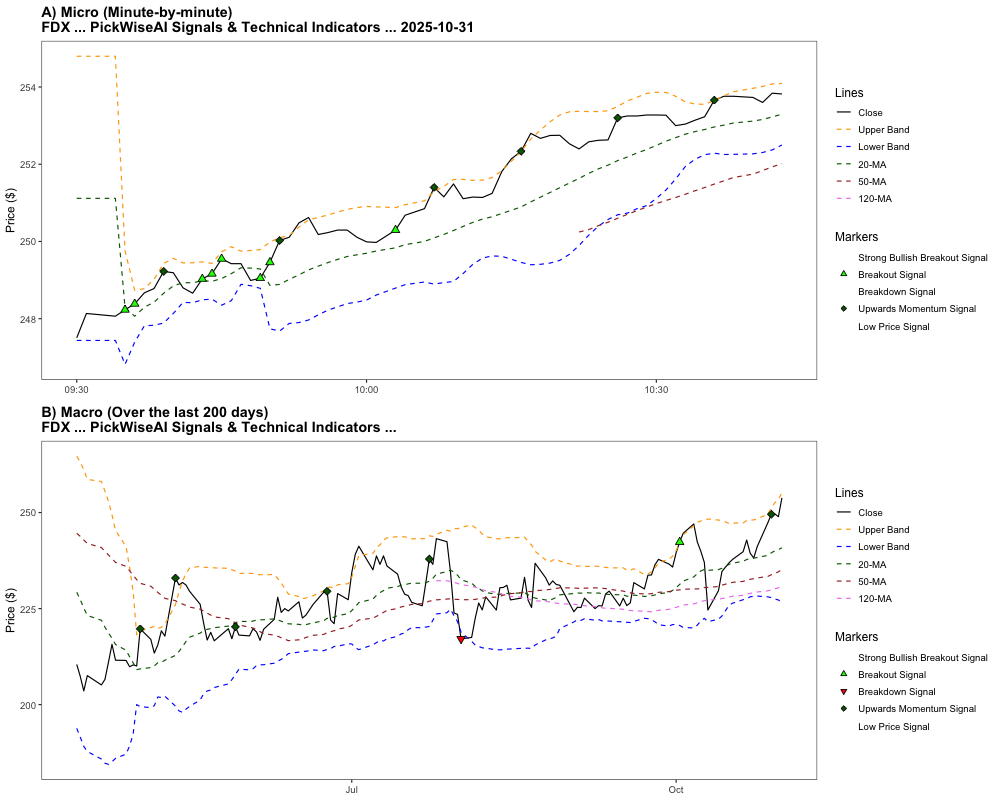 A) Micro (Minute-by-minute)
FDX ... PickWiseAI Signals & Technical Indicators ... 2025-10-31
Price ($)
254
252
250
248
09:30
10:00
10:30
Lines
Close
Upper Band
Lower Band
20-MA
50-MA
120-MA
Markers
Strong Bullish Breakout Signal
Breakout Signal
Breakdown Signal
Upwards Momentum Signal
Low Price Signal
B) Macro (Over the last 200 days)
FDX ... PickWiseAI Signals & Technical Indicators ...
Price ($)
250
225
200
Jul
Oct
Lines
Close
Upper Band
Lower Band
20-MA
50-MA
120-MA
Markers
Strong Bullish Breakout Signal
Breakout Signal
Breakdown Signal
Upwards Momentum Signal
Low Price Signal